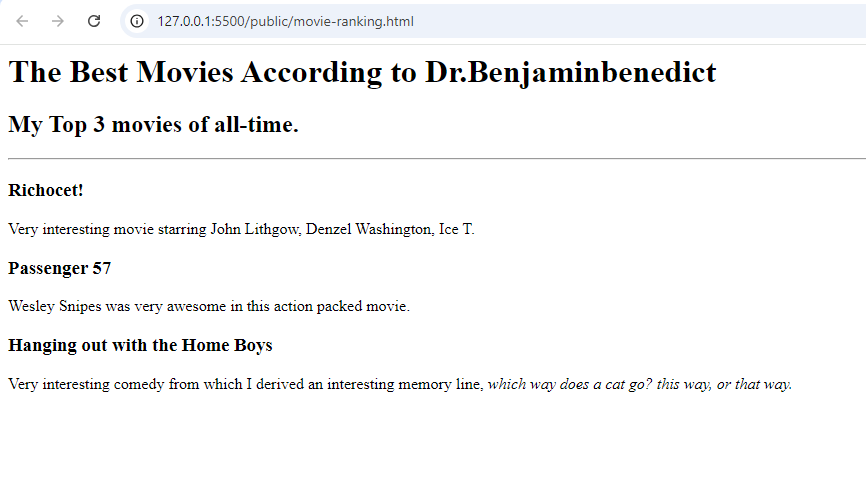 127.0.0.1:5500/public/movie-ranking.html
The Best Movies According to Dr.Benjaminbenedict
My Top 3 movies of all-time.
Richocet!
Very interesting movie starring John Lithgow, Denzel Washington, Ice T.
Passenger 57
Wesley Snipes was very awesome in this action packed movie.
Hanging out with the Home Boys
Very interesting comedy from which I derived an interesting memory line, which way does a cat go? this way, or that way.